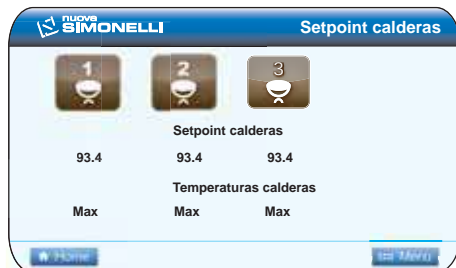 nuova
SIMONELLI
Setpoint calderas
1 2 3
Setpoint calderas
93.4 93.4 93.4
Temperaturas calderas
Max Max Max
Home Menu